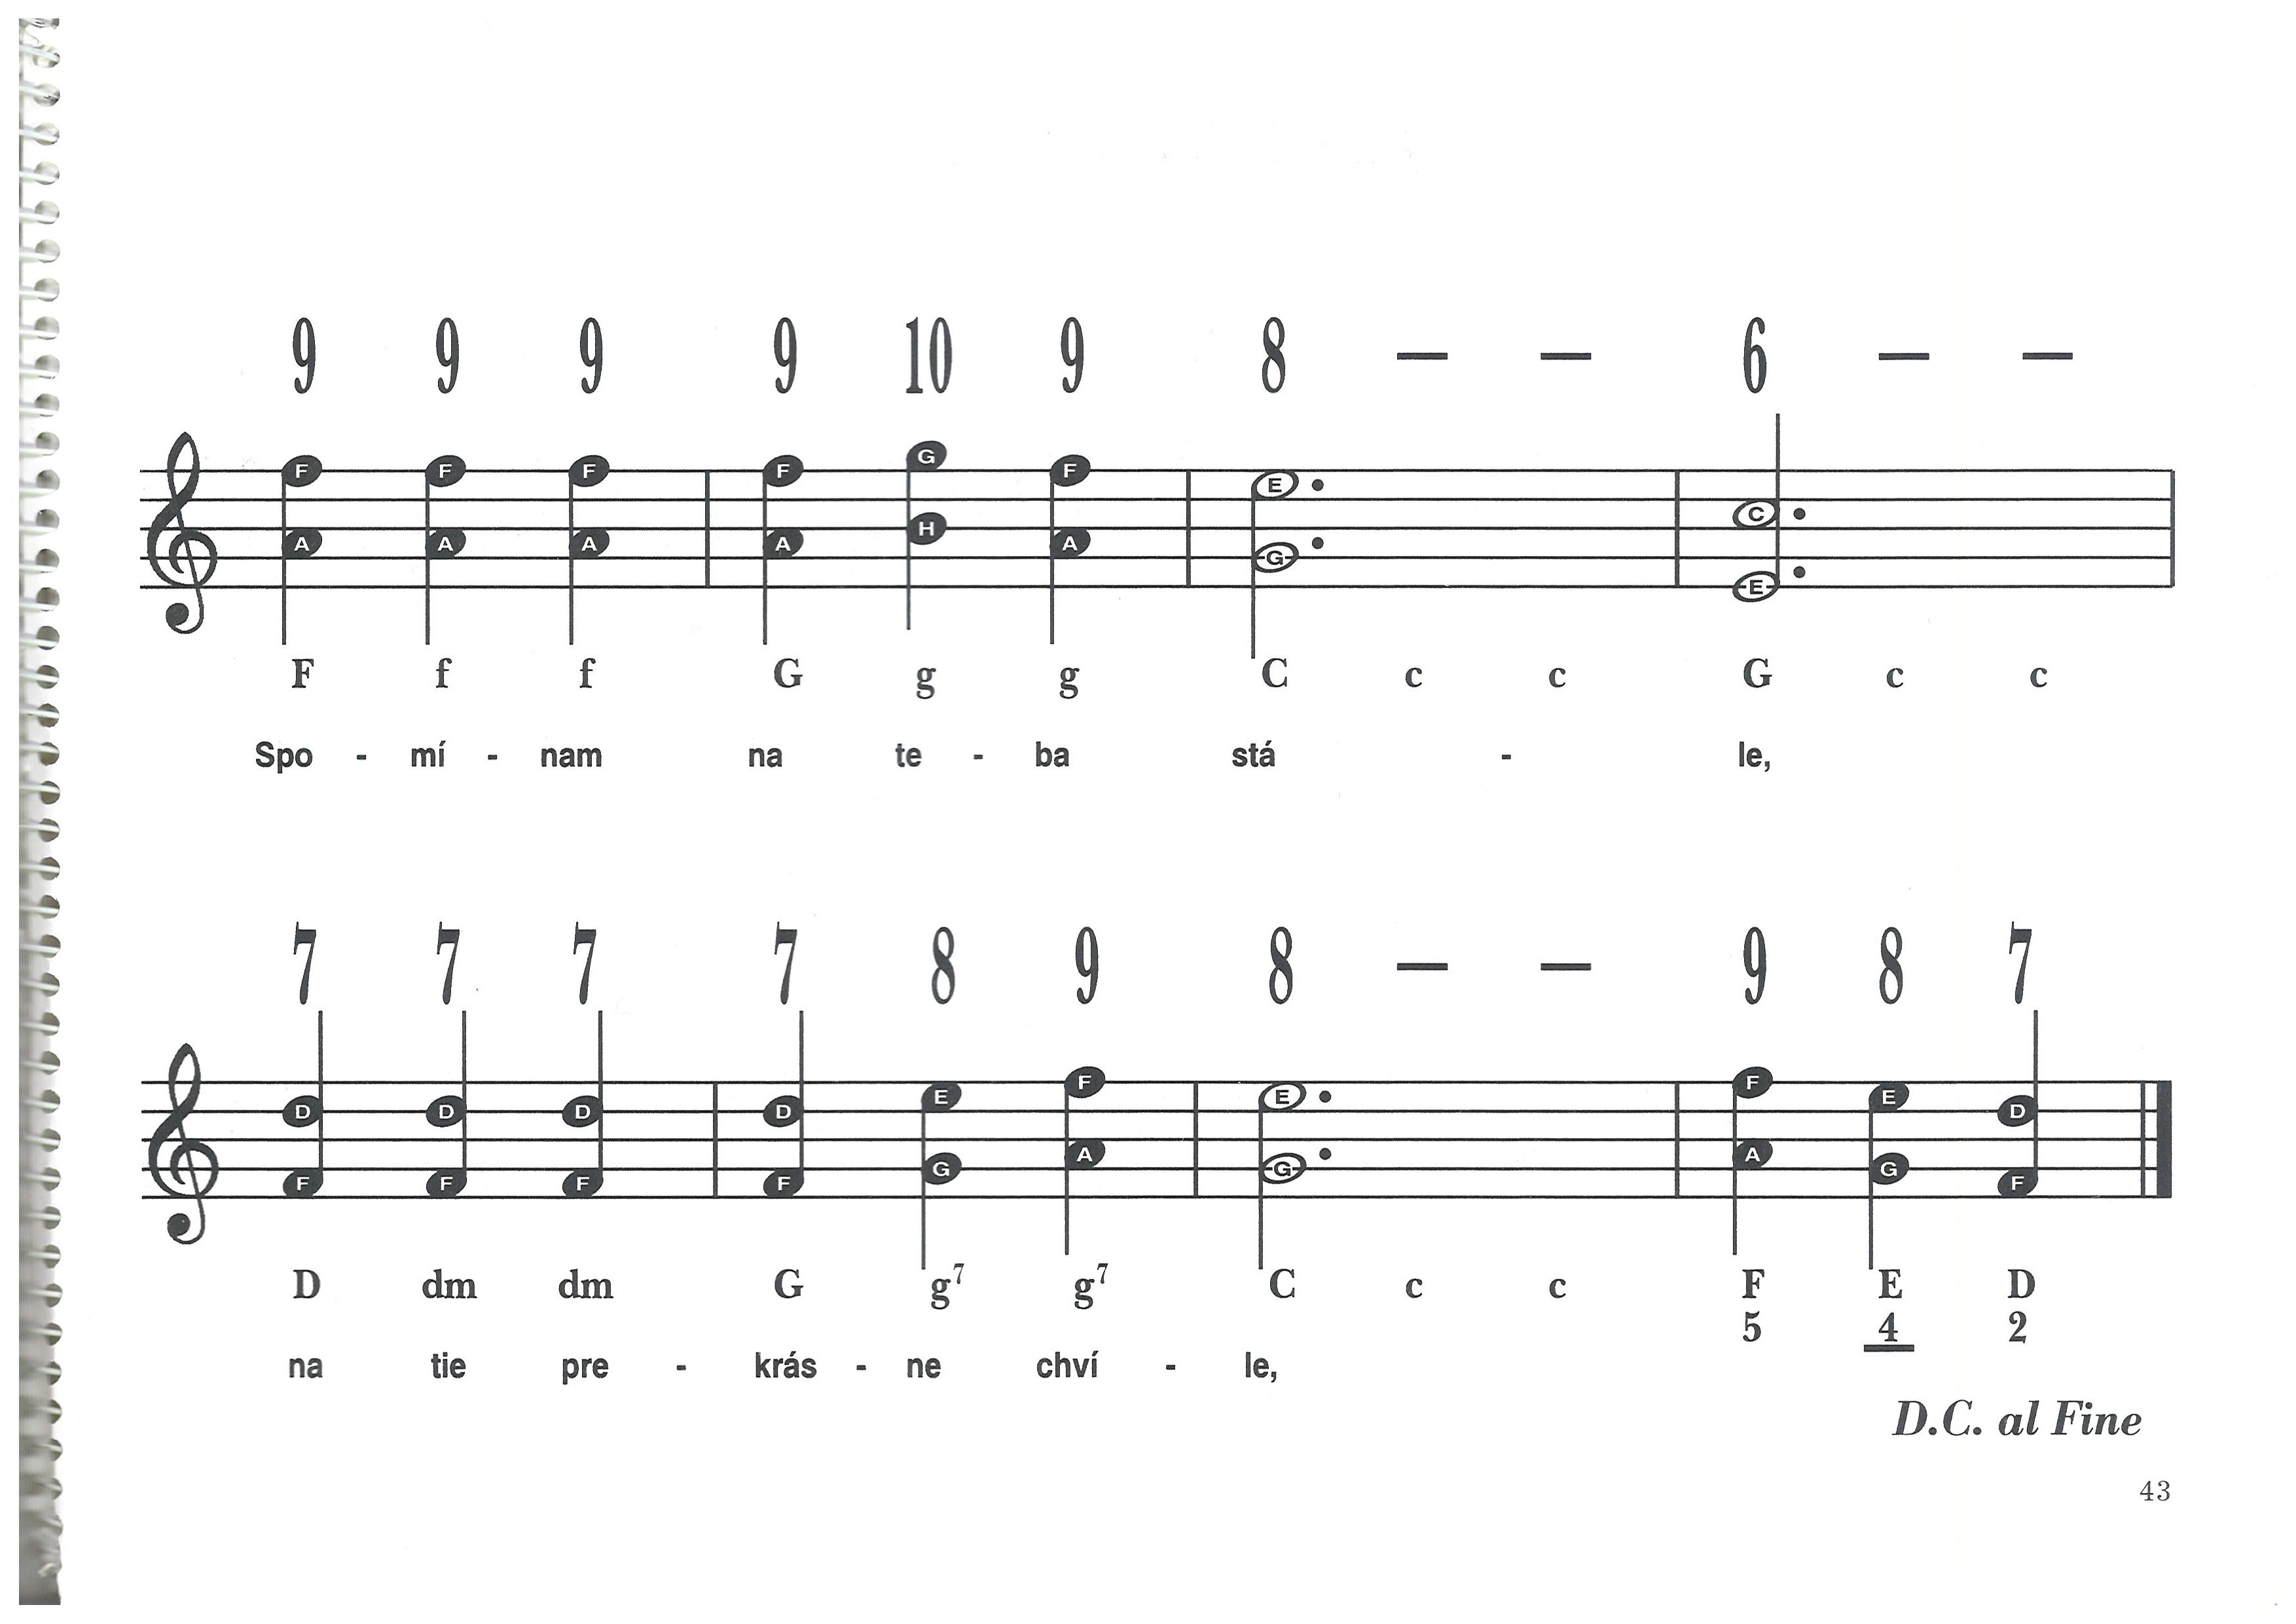 9 9 9 9 10 9 8 — — 6 — —
F F F F G F E C
A A A A H A G E
F f f G g g C c c G c c
Spo - mí - nam na te - ba stá - le,
7 7 7 7 8 9 8 — — 9 8 7
D D D D E F E F E D
F F F F G A G A G F
D dm dm G g⁷ g⁷ C c c F E D
5 4 2
na tie pre - krás - ne chví - le,
D.C. al Fine
43